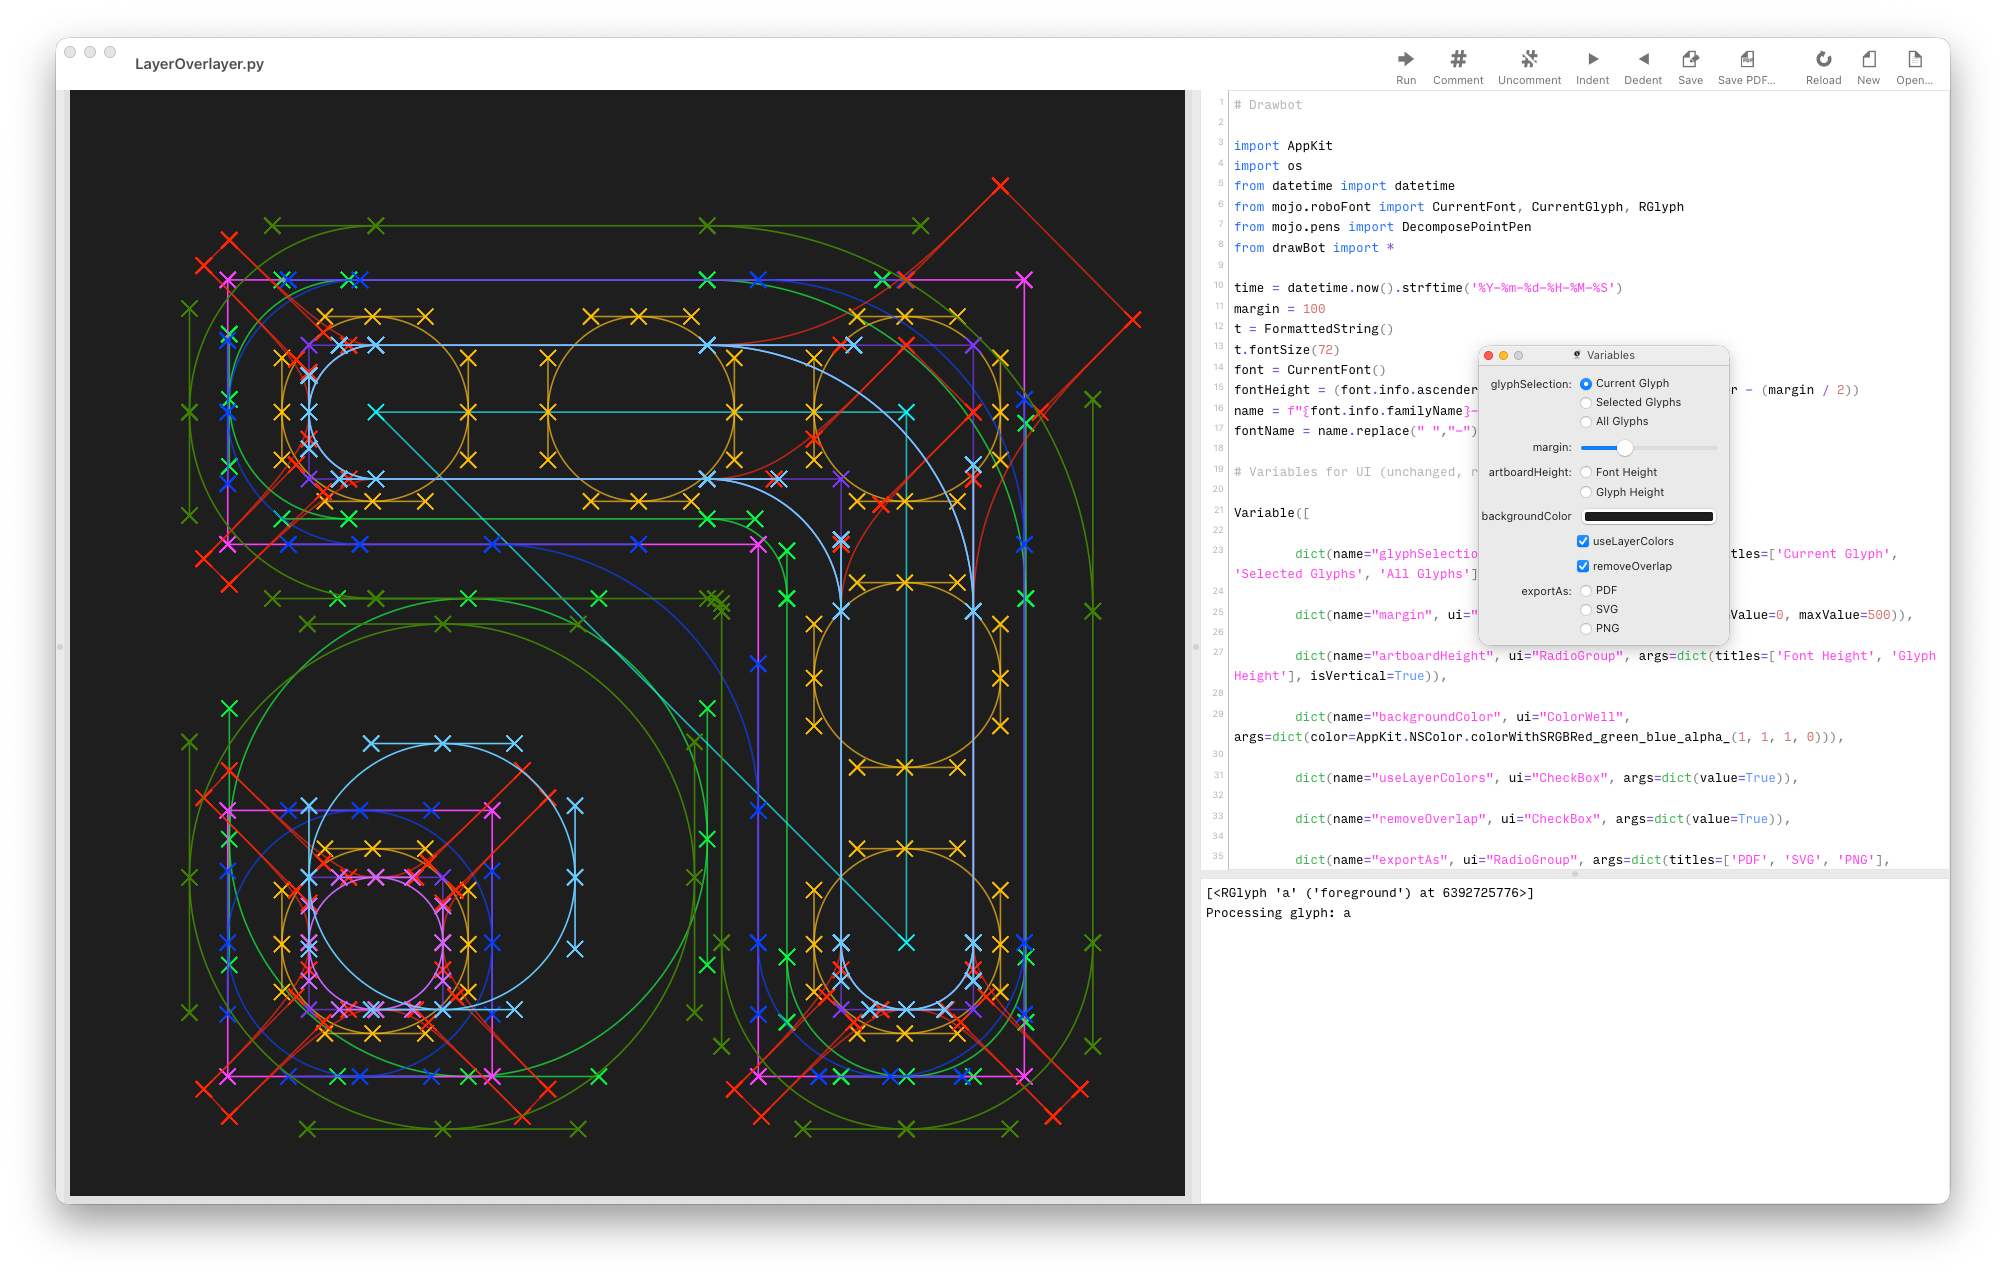 LayerOverlayer.py
Run Comment Uncomment Indent Dedent Save Save PDF... Reload New Open...
1 # Drawbot
2
3 import AppKit
4 import os
5 from datetime import datetime
6 from mojo.roboFont import CurrentFont, CurrentGlyph, RGlyph
7 from mojo.pens import DecomposePointPen
8 from drawBot import *
9
10 time = datetime.now().strftime('%Y-%m-%d-%H-%M-%S')
11 margin = 100
12 t = FormattedString()
13 t.fontSize(72)
14 font = CurrentFont()
15 fontHeight = (font.info.ascender r - (margin / 2))
16 name = f"{font.info.familyName}-
17 fontName = name.replace(" ","-")
18
19 # Variables for UI (unchanged, r
20
21 Variable([
22
23 dict(name="glyphSelectio tles=['Current Glyph',
'Selected Glyphs', 'All Glyphs']
24
25 dict(name="margin", ui=" Value=0, maxValue=500)),
26
27 dict(name="artboardHeight", ui="RadioGroup", args=dict(titles=['Font Height', 'Glyph
Height'], isVertical=True)),
28
29 dict(name="backgroundColor", ui="ColorWell",
args=dict(color=AppKit.NSColor.colorWithSRGBRed_green_blue_alpha_(1, 1, 1, 0))),
30
31 dict(name="useLayerColors", ui="CheckBox", args=dict(value=True)),
32
33 dict(name="removeOverlap", ui="CheckBox", args=dict(value=True)),
34
35 dict(name="exportAs", ui="RadioGroup", args=dict(titles=['PDF', 'SVG', 'PNG'],
Variables
glyphSelection: Current Glyph
Selected Glyphs
All Glyphs
margin:
artboardHeight: Font Height
Glyph Height
backgroundColor
useLayerColors
removeOverlap
exportAs: PDF
SVG
PNG
[<RGlyph 'a' ('foreground') at 6392725776>]
Processing glyph: a